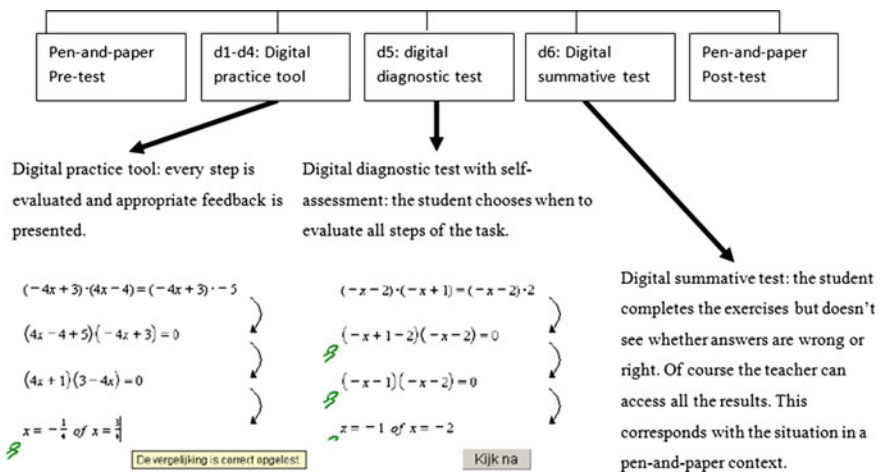 Pen-and-paper
Pre-test
d1-d4: Digital
practice tool
d5: digital
diagnostic test
d6: Digital
summative test
Pen-and-paper
Post-test
Digital practice tool: every step is
evaluated and appropriate feedback is
presented.
Digital diagnostic test with self-
assessment: the student chooses when to
evaluate all steps of the task.
Digital summative test: the student
completes the exercises but doesn't
see whether answers are wrong or
right. Of course the teacher can
access all the results. This
corresponds with the situation in a
pen-and-paper context.
(−4x+3)·(4x−4)=(−4x+3)·−5
(4x−4+5)(−4x+3)=0
(4x+1)(3−4x)=0
x=−1/4 of x=3/4
De vergelijking is correct opgelost.
(−x−2)·(−x+1)=(−x−2)·2
(−x+1−2)(−x−2)=0
(−x−1)(−x−2)=0
x=−1 of x=−2
Kijk na